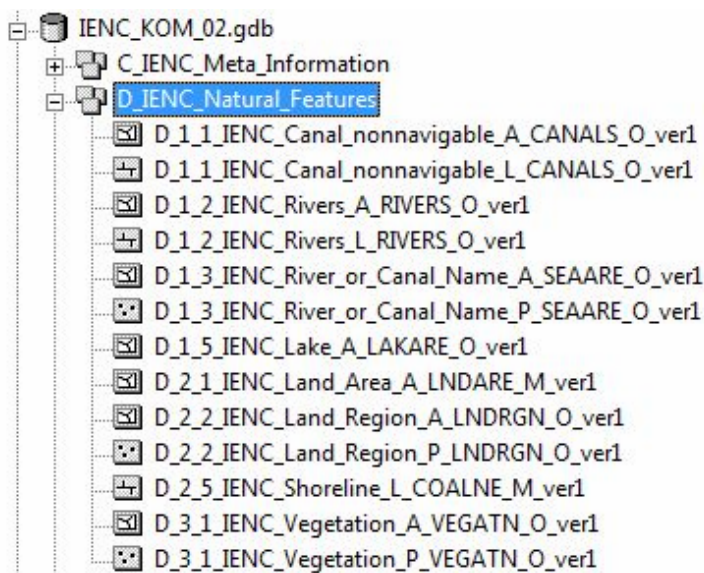 IENC_KOM_02.gdb
C_IENC_Meta_Information
D_IENC_Natural_Features
D_1_1_IENC_Canal_nonnavigable_A_CANALS_O_ver1
D_1_1_IENC_Canal_nonnavigable_L_CANALS_O_ver1
D_1_2_IENC_Rivers_A_RIVERS_O_ver1
D_1_2_IENC_Rivers_L_RIVERS_O_ver1
D_1_3_IENC_River_or_Canal_Name_A_SEAARE_O_ver1
D_1_3_IENC_River_or_Canal_Name_P_SEAARE_O_ver1
D_1_5_IENC_Lake_A_LAKARE_O_ver1
D_2_1_IENC_Land_Area_A_LNDARE_M_ver1
D_2_2_IENC_Land_Region_A_LNDRGN_O_ver1
D_2_2_IENC_Land_Region_P_LNDRGN_O_ver1
D_2_5_IENC_Shoreline_L_COALNE_M_ver1
D_3_1_IENC_Vegetation_A_VEGATN_O_ver1
D_3_1_IENC_Vegetation_P_VEGATN_O_ver1